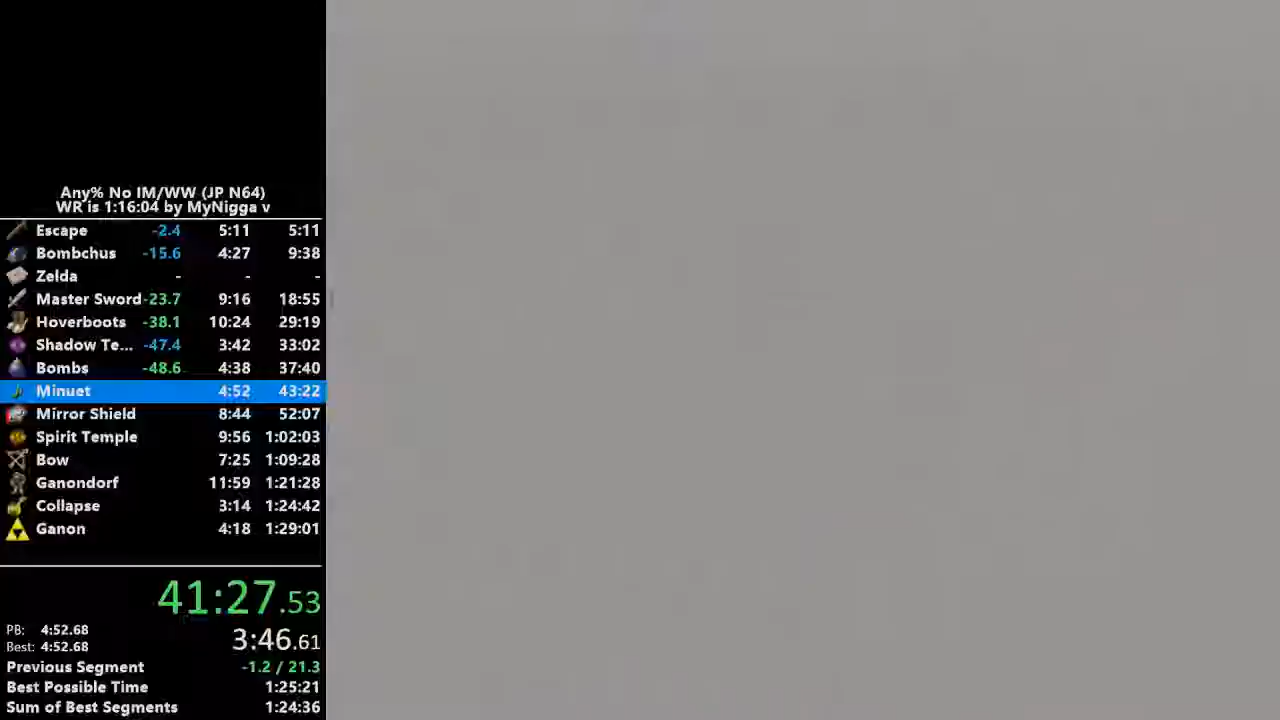 Any% No IM/WW (JP N64)
WR is 1:16:04 by MyNigga v
Escape -2.4 5:11 5:11
Bombchus -15.6 4:27 9:38
Zelda - - -
Master Sword -23.7 9:16 18:55
Hoverboots -38.1 10:24 29:19
Shadow Te... -47.4 3:42 33:02
Bombs -48.6 4:38 37:40
Minuet 4:52 43:22
Mirror Shield 8:44 52:07
Spirit Temple 9:56 1:02:03
Bow 7:25 1:09:28
Ganondorf 11:59 1:21:28
Collapse 3:14 1:24:42
Ganon 4:18 1:29:01
41:27.53
PB: 4:52.68
Best: 4:52.68
3:46.61
Previous Segment -1.2 / 21.3
Best Possible Time 1:25:21
Sum of Best Segments 1:24:36